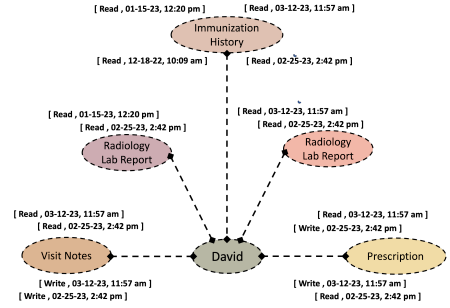 [ Read , 01-15-23, 12:20 pm ]
[ Read , 03-12-23, 11:57 am ]
Immunization
History
[ Read , 12-18-22, 10:09 am ]
[ Read , 02-25-23, 2:42 pm ]
[ Read , 01-15-23, 12:20 pm ]
[ Read , 02-25-23, 2:42 pm ]
Radiology
Lab Report
[ Read , 03-12-23, 11:57 am ]
[ Read , 02-25-23, 2:42 pm ]
Radiology
Lab Report
[ Read , 03-12-23, 11:57 am ]
[ Read , 02-25-23, 2:42 pm ]
Visit Notes
[ Write , 03-12-23, 11:57 am ]
[ Write , 02-25-23, 2:42 pm ]
David
[ Read , 03-12-23, 11:57 am ]
[ Write , 02-25-23, 2:42 pm ]
Prescription
[ Write , 03-12-23, 11:57 am ]
[ Read , 02-25-23, 2:42 pm ]